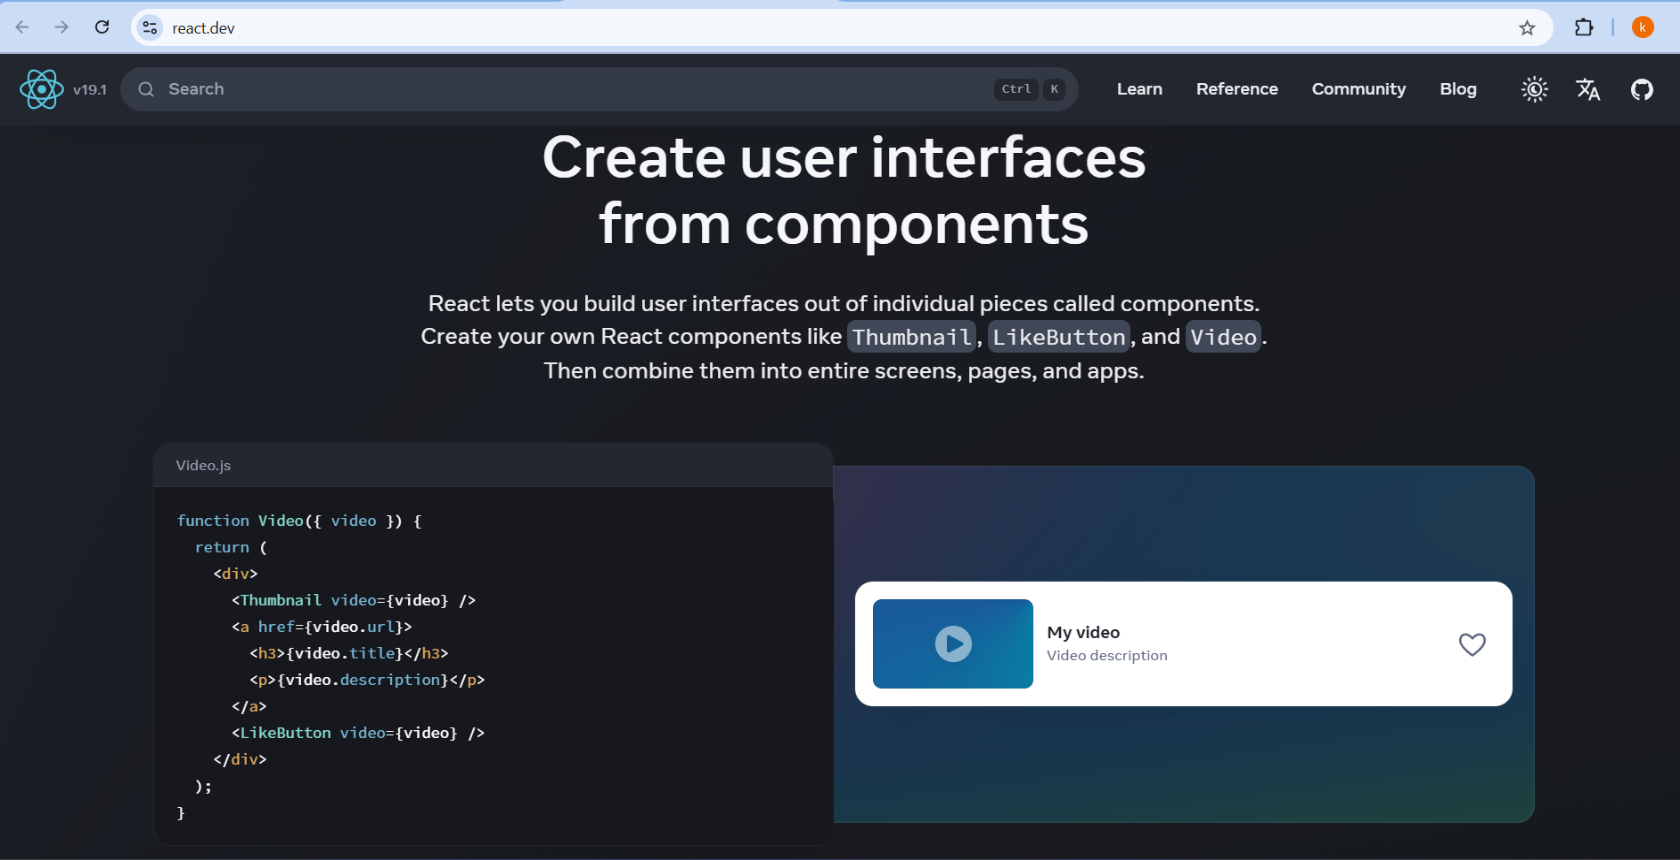 react.dev
k
v19.1
Search
Ctrl K
Learn
Reference
Community
Blog
Create user interfaces
from components
React lets you build user interfaces out of individual pieces called components.
Create your own React components like Thumbnail, LikeButton, and Video.
Then combine them into entire screens, pages, and apps.
Video.js
function Video({ video }) {
  return (
    <div>
      <Thumbnail video={video} />
      <a href={video.url}>
        <h3>{video.title}</h3>
        <p>{video.description}</p>
      </a>
      <LikeButton video={video} />
    </div>
  );
}
My video
Video description